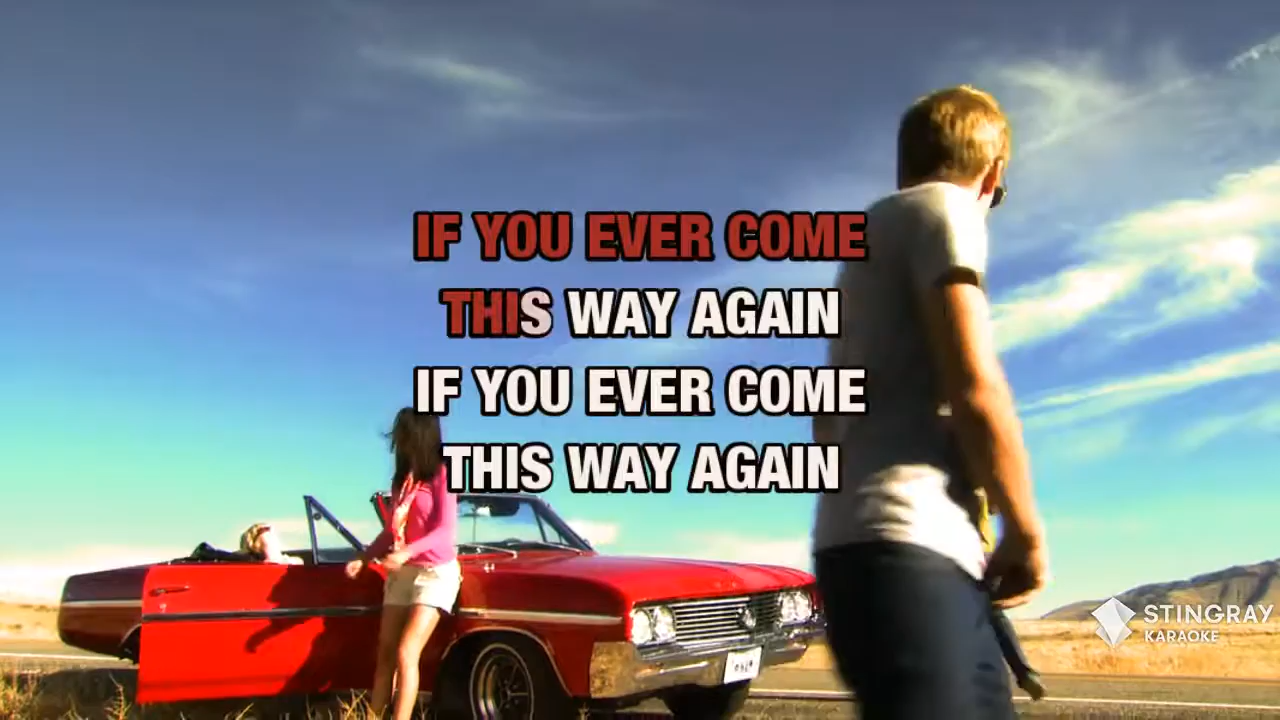 IF YOU EVER COME
THIS WAY AGAIN
IF YOU EVER COME
THIS WAY AGAIN
STINGRAY
KARAOKE